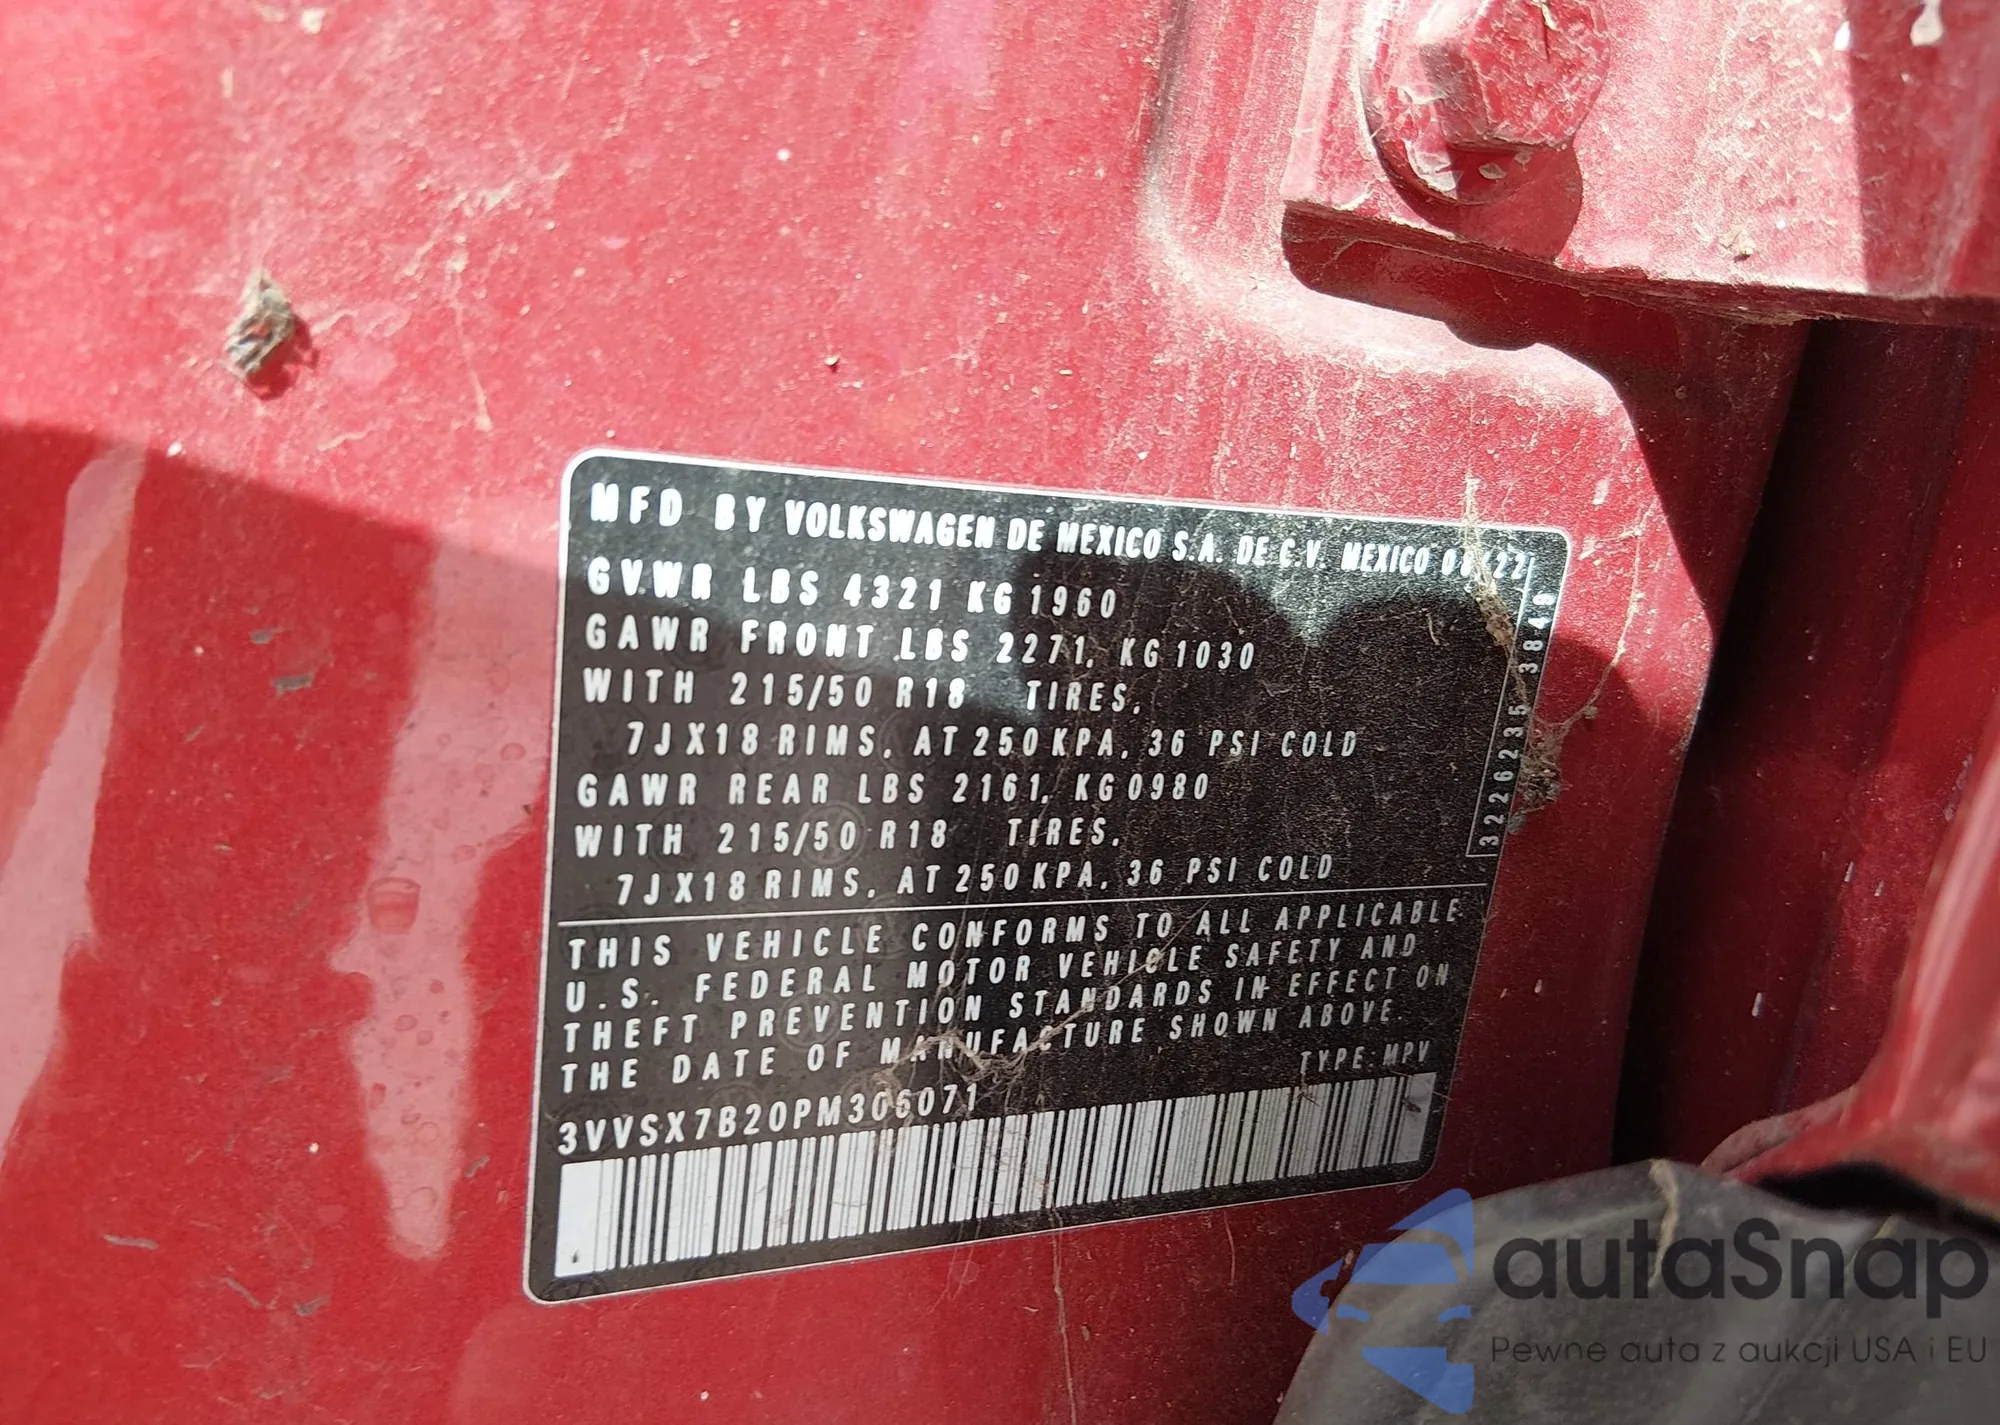 MFD BY VOLKSWAGEN DE MEXICO S.A. DE C.V. MEXICO
GVWR LBS 4321 KG 1960
GAWR FRONT LBS 2271, KG 1030
WITH 215/50 R18 TIRES,
7JX18 RIMS, AT 250 KPA, 36 PSI COLD
GAWR REAR LBS 2161, KG 0980
WITH 215/50 R18 TIRES,
7JX18 RIMS, AT 250 KPA, 36 PSI COLD
3226235 3849
THIS VEHICLE CONFORMS TO ALL APPLICABLE
U.S. FEDERAL MOTOR VEHICLE SAFETY AND
THEFT PREVENTION STANDARDS IN EFFECT ON
THE DATE OF MANUFACTURE SHOWN ABOVE.
TYPE: MPV
3VVSX7B20PM306071
autaSnap
Pewne auta z aukcji USA i EU